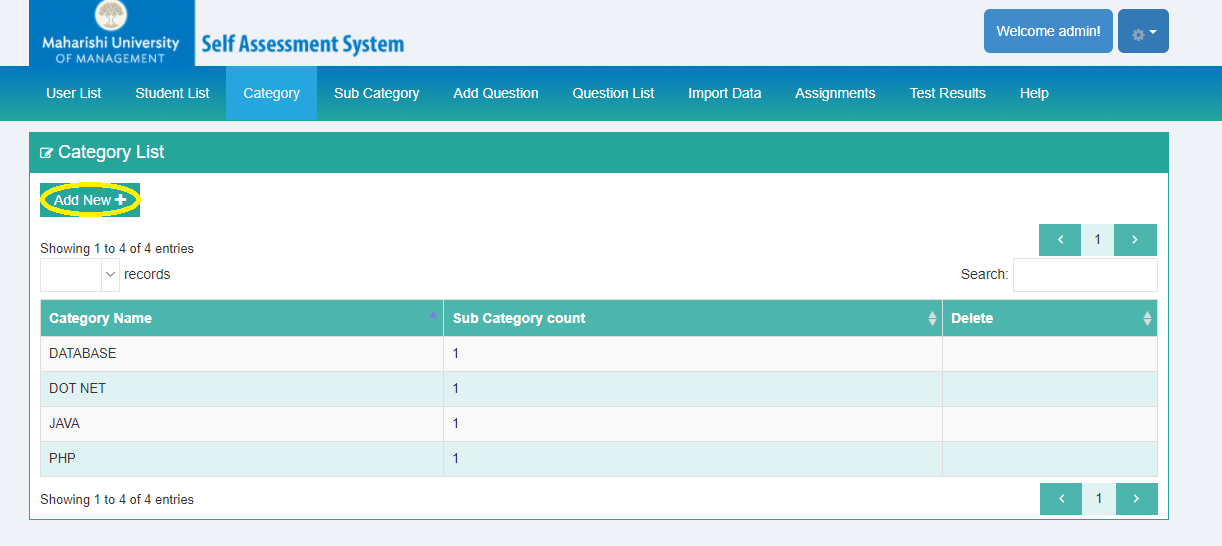 Maharishi University
OF MANAGEMENT
Self Assessment System
Welcome admin!
User List Student List Category Sub Category Add Question Question List Import Data Assignments Test Results Help
Category List
Add New
Showing 1 to 4 of 4 entries
1
records
Search:
Category Name Sub Category count Delete
DATABASE 1
DOT NET 1
JAVA 1
PHP 1
Showing 1 to 4 of 4 entries
1